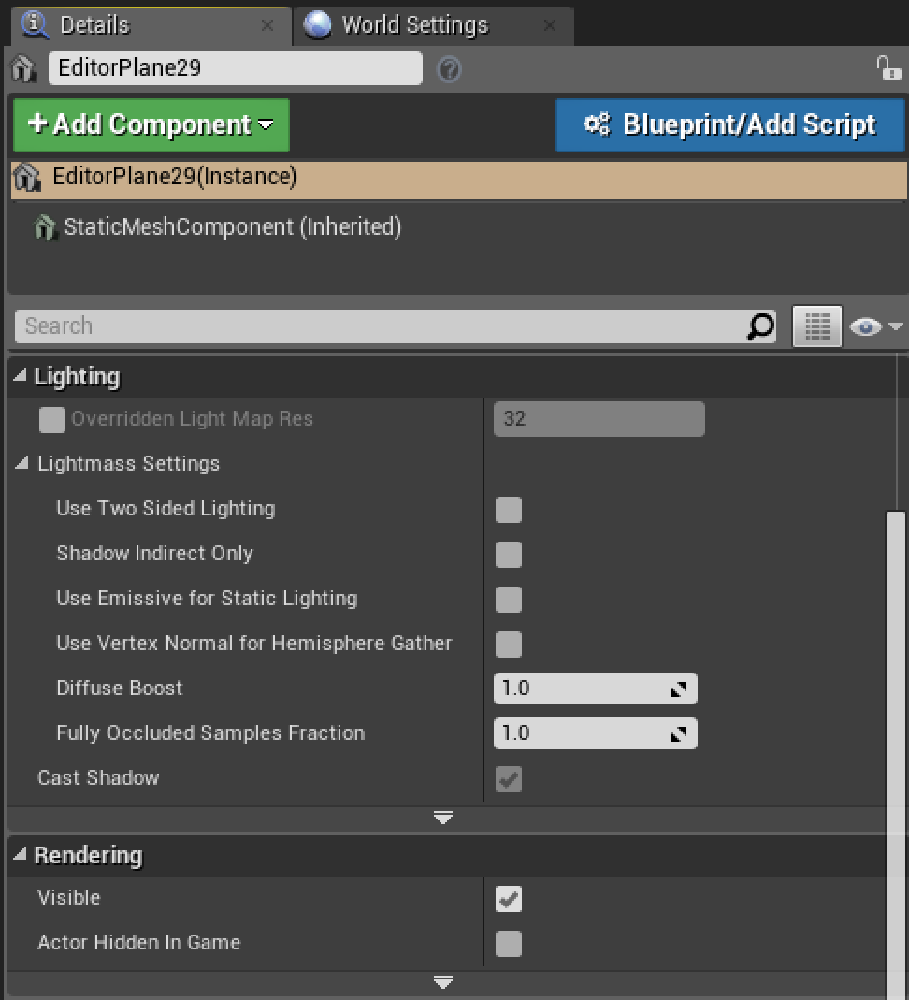 Details
World Settings
EditorPlane29
+Add Component
Blueprint/Add Script
EditorPlane29(Instance)
StaticMeshComponent (Inherited)
Search
Lighting
Overridden Light Map Res
32
Lightmass Settings
Use Two Sided Lighting
Shadow Indirect Only
Use Emissive for Static Lighting
Use Vertex Normal for Hemisphere Gather
Diffuse Boost
1.0
Fully Occluded Samples Fraction
1.0
Cast Shadow
Rendering
Visible
Actor Hidden In Game